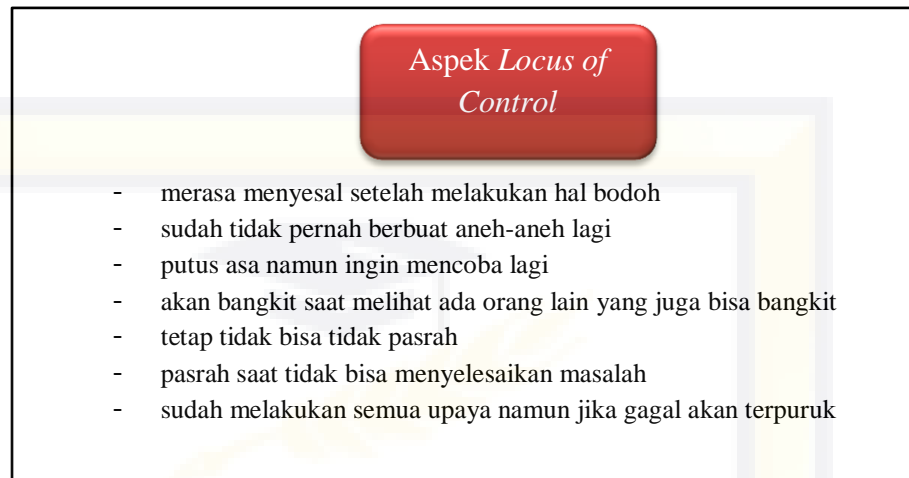 Aspek Locus of
Control
- merasa menyesal setelah melakukan hal bodoh
- sudah tidak pernah berbuat aneh-aneh lagi
- putus asa namun ingin mencoba lagi
- akan bangkit saat melihat ada orang lain yang juga bisa bangkit
- tetap tidak bisa tidak pasrah
- pasrah saat tidak bisa menyelesaikan masalah
- sudah melakukan semua upaya namun jika gagal akan terpuruk